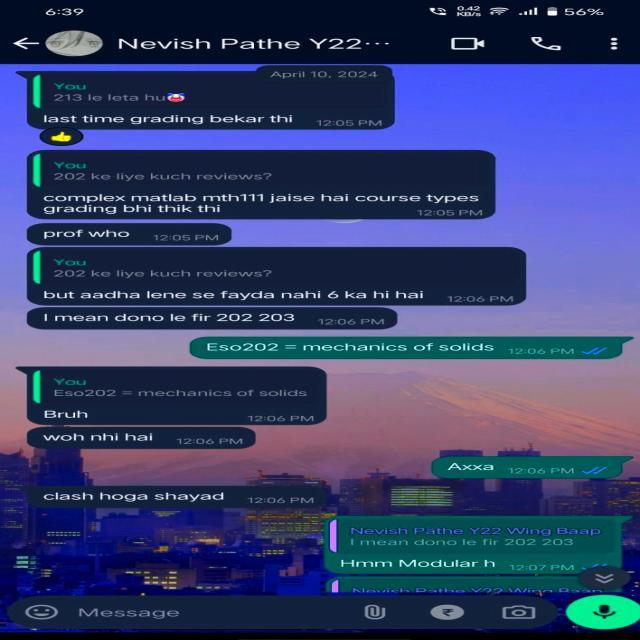 6:39
0.42
KB/S
56%
Nevish Pathe Y22...
April 10, 2024
You
213 le leta hu🤡
last time grading bekar thi 12:05 PM
👍
You
202 ke liye kuch reviews?
complex matlab mth111 jaise hai course types
grading bhi thik thi 12:05 PM
prof who 12:05 PM
You
202 ke liye kuch reviews?
but aadha lene se fayda nahi 6 ka hi hai 12:06 PM
I mean dono le fir 202 203 12:06 PM
Eso202 = mechanics of solids 12:06 PM
You
Eso202 = mechanics of solids
Bruh 12:06 PM
woh nhi hai 12:06 PM
Axxa 12:06 PM
clash hoga shayad 12:06 PM
Nevish Pathe Y22 Wing Baap
I mean dono le fir 202 203
Hmm Modular h 12:07 PM
Nevish Pathe Y22 Wing Baap
Message